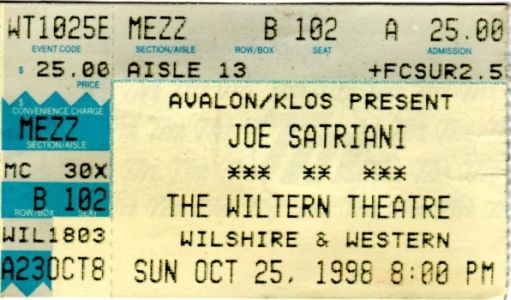 WT1025E MEZZ B 102 A 25.00
EVENT CODE SECTION/AISLE ROW/BOX SEAT ADMISSION
$ 25.00 AISLE 13 +FCSUR2.5
PRICE
$ CONVENIENCE CHARGE
MEZZ
SECTION/AISLE
MC 30X
B 102
ROW/BOX SEAT
WIL1803
A23OCT8
AVALON/KLOS PRESENT
JOE SATRIANI
*** ** ***
THE WILTERN THEATRE
WILSHIRE & WESTERN
SUN OCT 25, 1998 8:00 PM